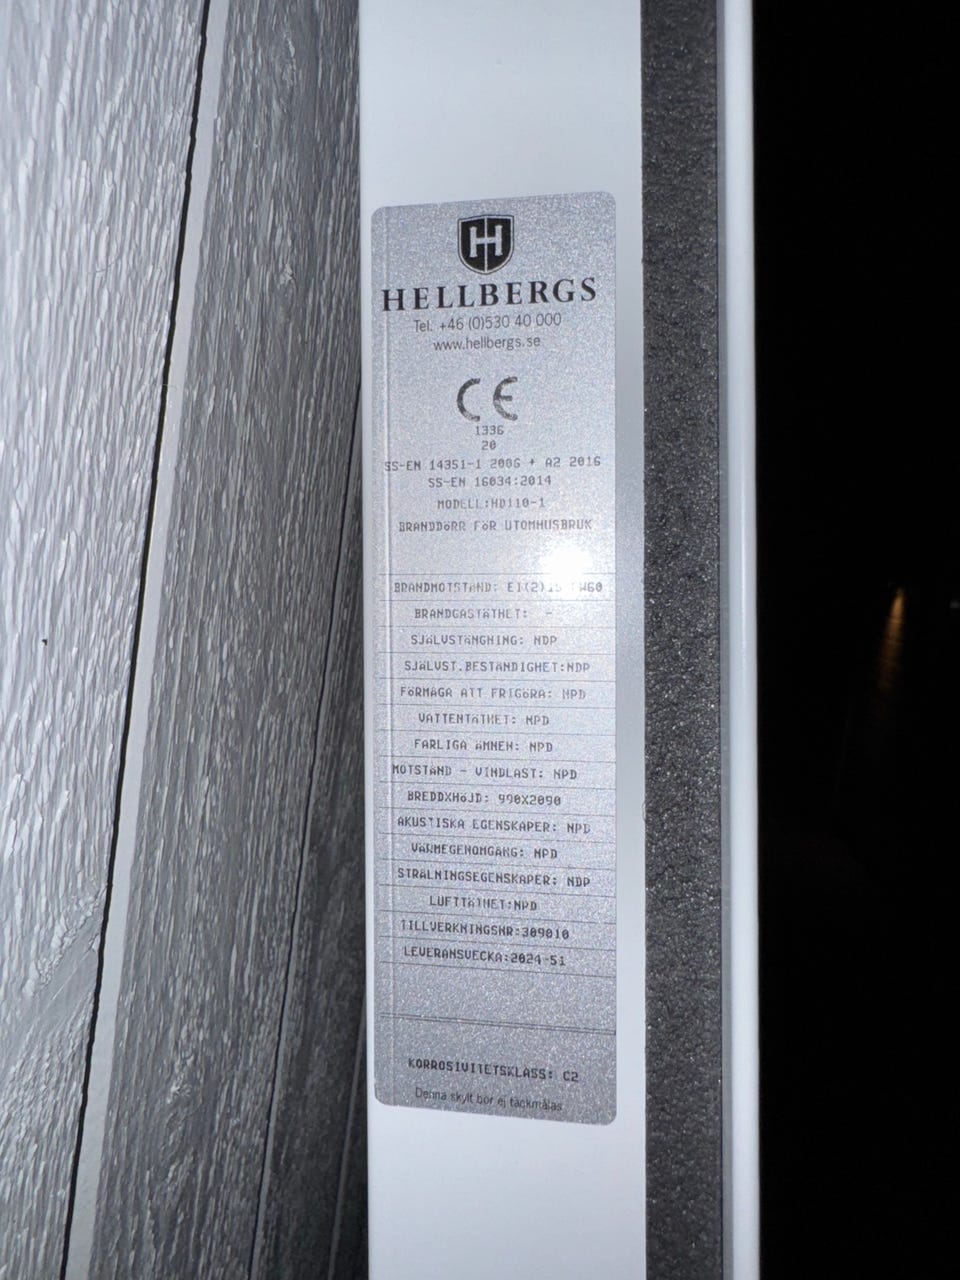 H
HELLBERGS
Tel. +46 (0)530 40 000
www.hellbergs.se
CE
1336
20
SS-EN 14351-1 2006 + A2 2016
SS-EN 16034:2014
MODELL:HD110-1
BRANDDÖRR FÖR UTOMHUSBRUK
BRANDMOTSTÅND: EI(2)15 EW60
BRANDGASTÄTHET: -
SJÄLVSTÄNGNING: NDP
SJÄLVST.BESTÄNDIGHET:NDP
FÖRMÅGA ATT FRIGÖRA: NPD
VATTENTÄTHET: NPD
FARLIGA ÄMNEN: NPD
MOTSTÅND - VINDLAST: NPD
BREDDXHÖJD: 990X2090
AKUSTISKA EGENSKAPER: NPD
VÄRMEGENOMGÅNG: NPD
STRÅLNINGSEGENSKAPER: NDP
LUFTTÄTHET:NPD
TILLVERKNINGSNR:309010
LEVERANSVECKA:2024-51
KORROSIVITETSKLASS: C2
Denna skylt bör ej täckmålas